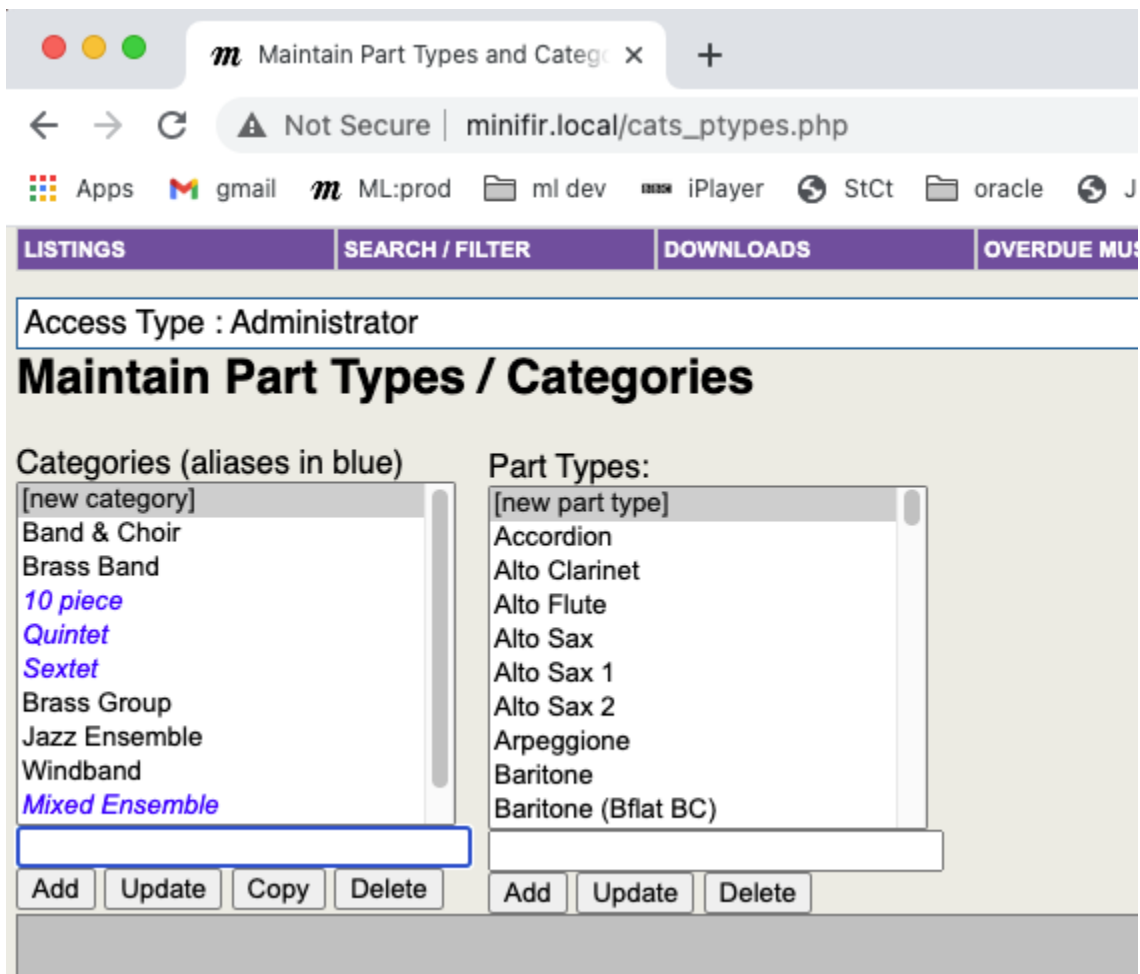 m Maintain Part Types and Catego × +
Not Secure | minifir.local/cats_ptypes.php
Apps gmail m ML:prod ml dev iPlayer StCt oracle J
LISTINGS SEARCH / FILTER DOWNLOADS OVERDUE MUS
Access Type : Administrator
Maintain Part Types / Categories
Categories (aliases in blue)
[new category]
Band & Choir
Brass Band
10 piece
Quintet
Sextet
Brass Group
Jazz Ensemble
Windband
Mixed Ensemble
Add Update Copy Delete
Part Types:
[new part type]
Accordion
Alto Clarinet
Alto Flute
Alto Sax
Alto Sax 1
Alto Sax 2
Arpeggione
Baritone
Baritone (Bflat BC)
Add Update Delete